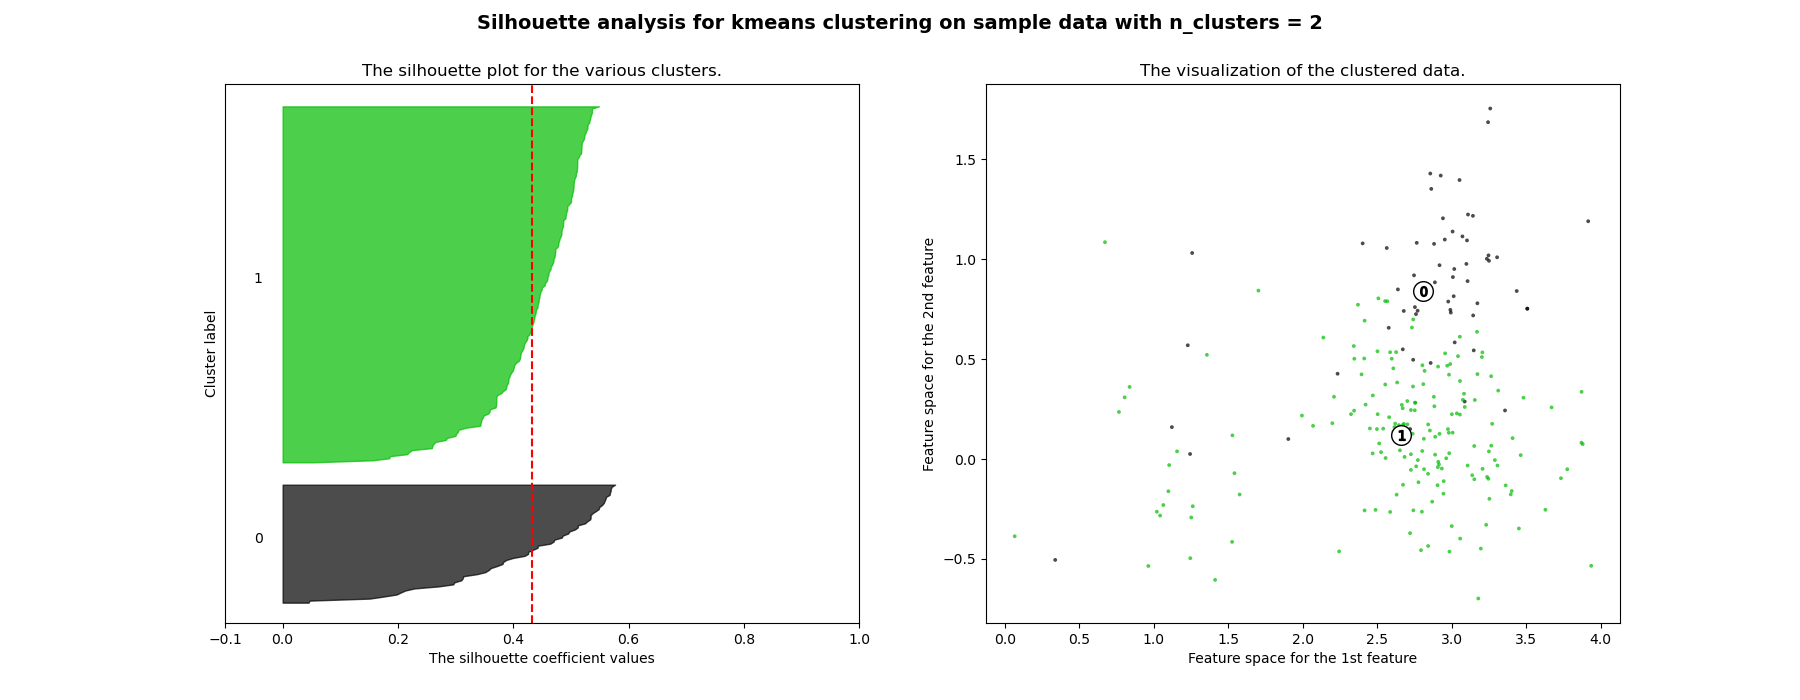 Silhouette analysis for kmeans clustering on sample data with n_clusters = 2
The silhouette plot for the various clusters.
Cluster label
1
0
−0.1 0.0 0.2 0.4 0.6 0.8 1.0
The silhouette coefficient values
The visualization of the clustered data.
Feature space for the 2nd feature
1.5
1.0
0.5
0.0
−0.5
0
1
0.0 0.5 1.0 1.5 2.0 2.5 3.0 3.5 4.0
Feature space for the 1st feature